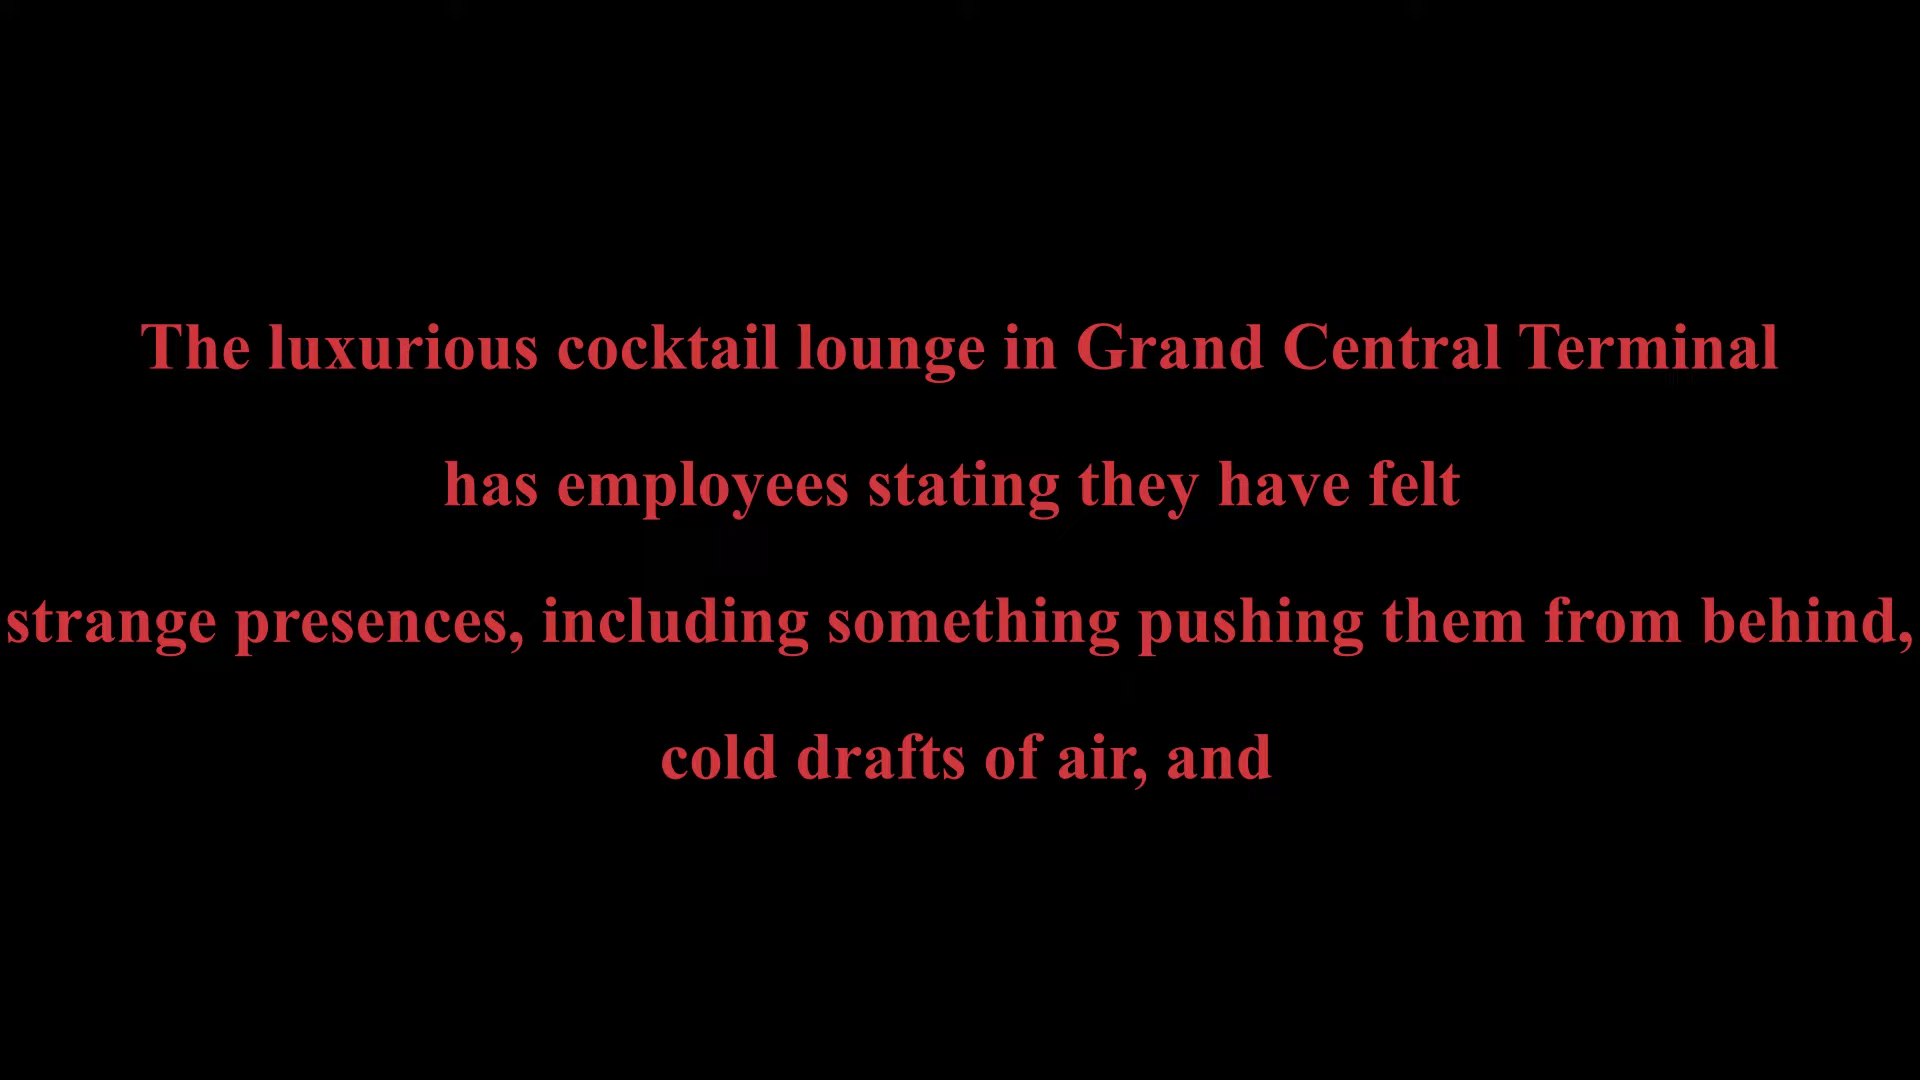 The luxurious cocktail lounge in Grand Central Terminal
has employees stating they have felt
strange presences, including something pushing them from behind,
cold drafts of air, and